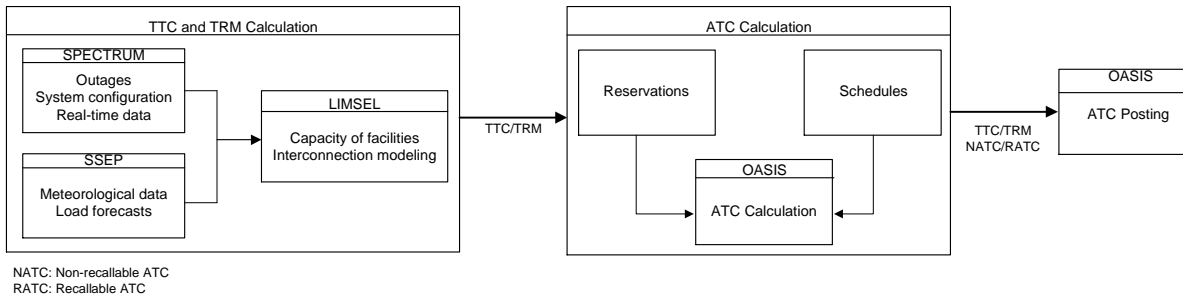 TTC and TRM Calculation
SPECTRUM
Outages
System configuration
Real-time data
SSEP
Meteorological data
Load forecasts
LIMSEL
Capacity of facilities
Interconnection modeling
TTC/TRM
ATC Calculation
Reservations
Schedules
OASIS
ATC Calculation
TTC/TRM
NATC/RATC
OASIS
ATC Posting
NATC: Non-recallable ATC
RATC: Recallable ATC